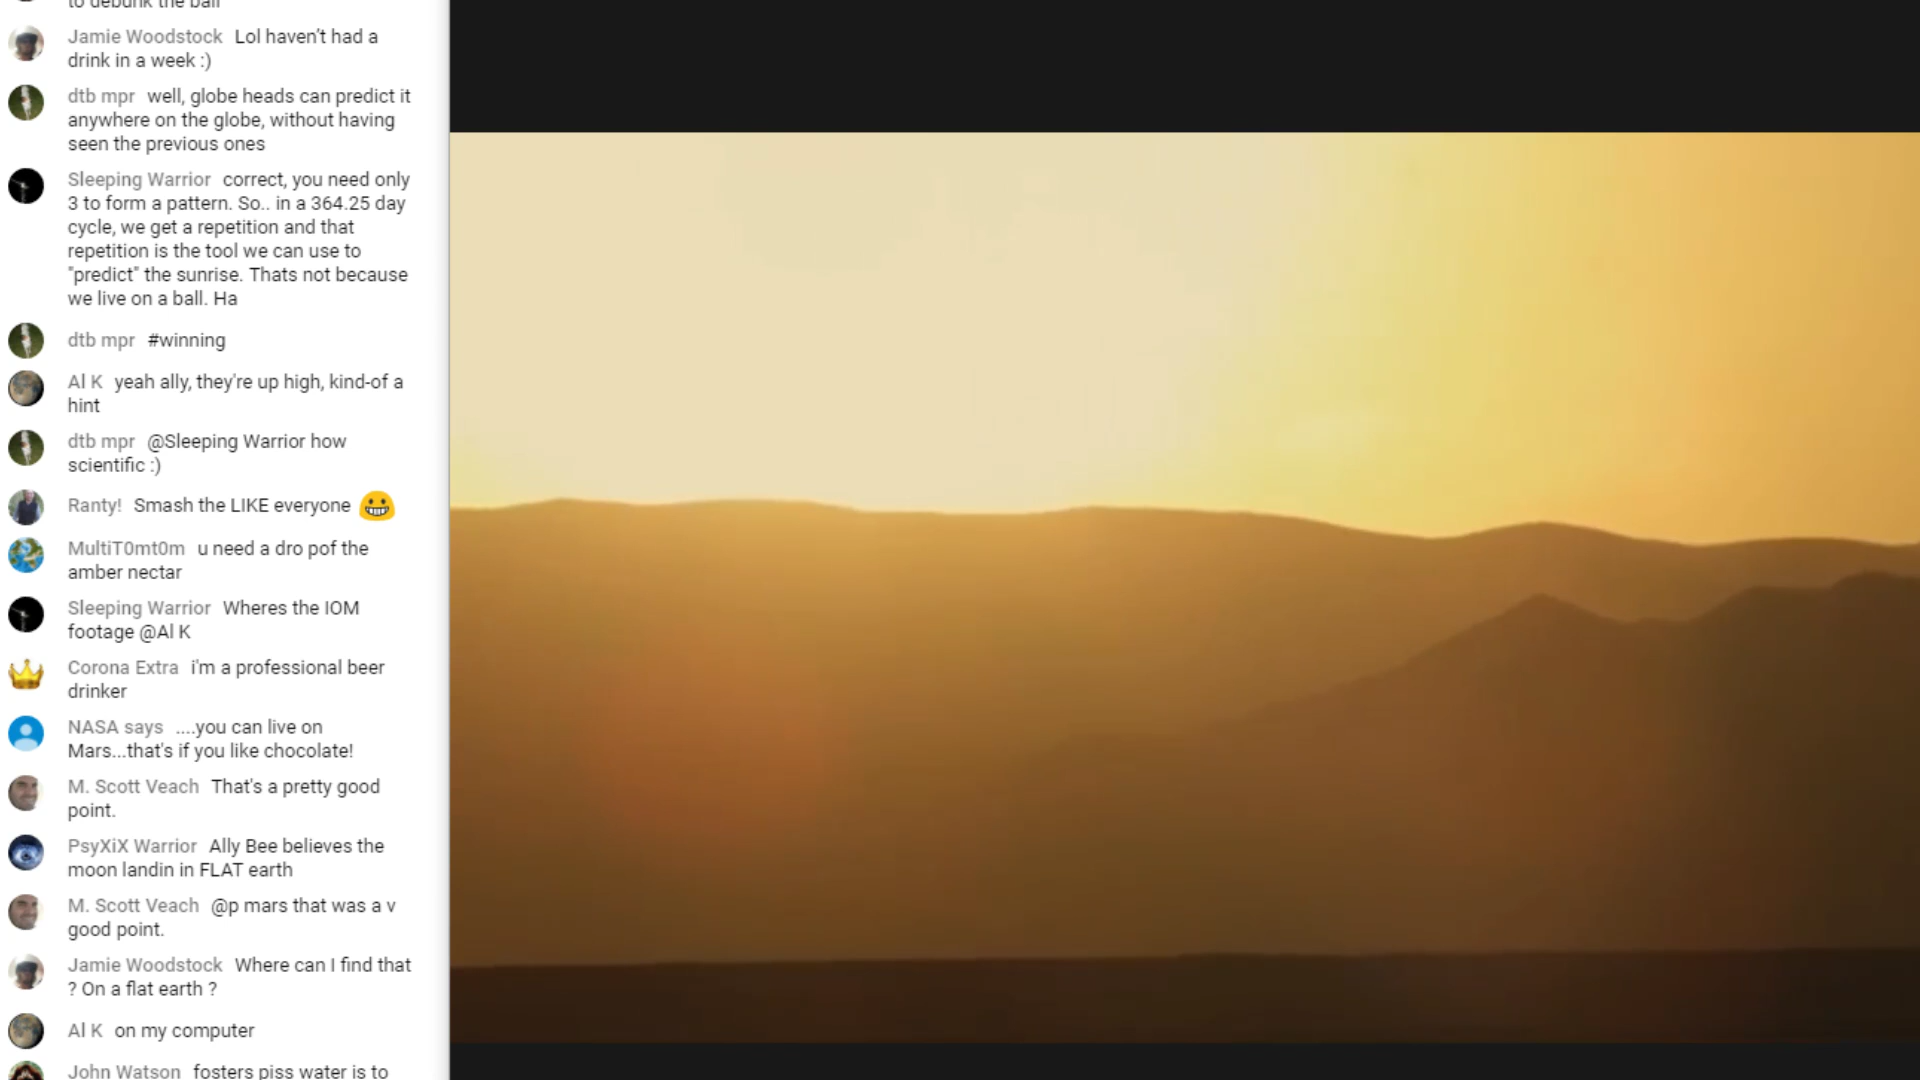 to debunk the ball
Jamie Woodstock Lol haven't had a
drink in a week :)
dtb mpr well, globe heads can predict it
anywhere on the globe, without having
seen the previous ones
Sleeping Warrior correct, you need only
3 to form a pattern. So.. in a 364.25 day
cycle, we get a repetition and that
repetition is the tool we can use to
"predict" the sunrise. Thats not because
we live on a ball. Ha
dtb mpr #winning
Al K yeah ally, they're up high, kind-of a
hint
dtb mpr @Sleeping Warrior how
scientific :)
Ranty! Smash the LIKE everyone
MultiT0mt0m u need a dro pof the
amber nectar
Sleeping Warrior Wheres the IOM
footage @Al K
Corona Extra i'm a professional beer
drinker
NASA says ....you can live on
Mars...that's if you like chocolate!
M. Scott Veach That's a pretty good
point.
PsyXiX Warrior Ally Bee believes the
moon landin in FLAT earth
M. Scott Veach @p mars that was a v
good point.
Jamie Woodstock Where can I find that
? On a flat earth ?
Al K on my computer
John Watson fosters piss water is to